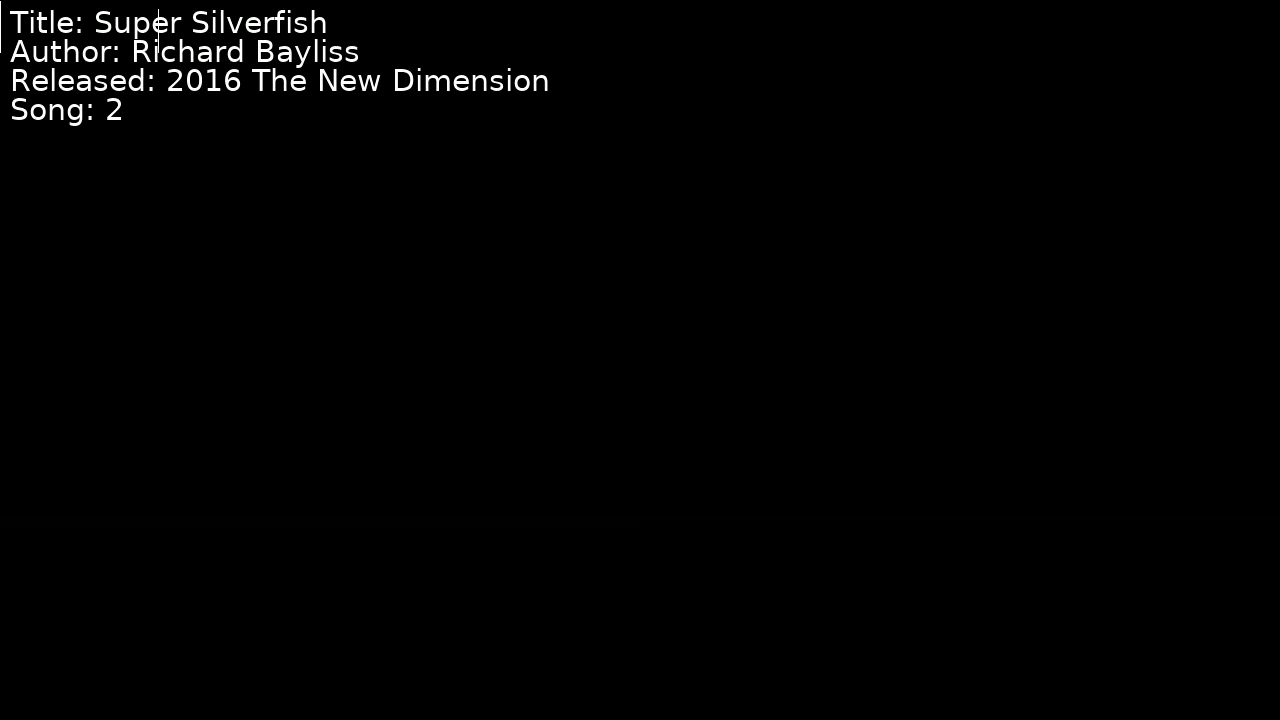 Title: Super Silverfish
Author: Richard Bayliss
Released: 2016 The New Dimension
Song: 2